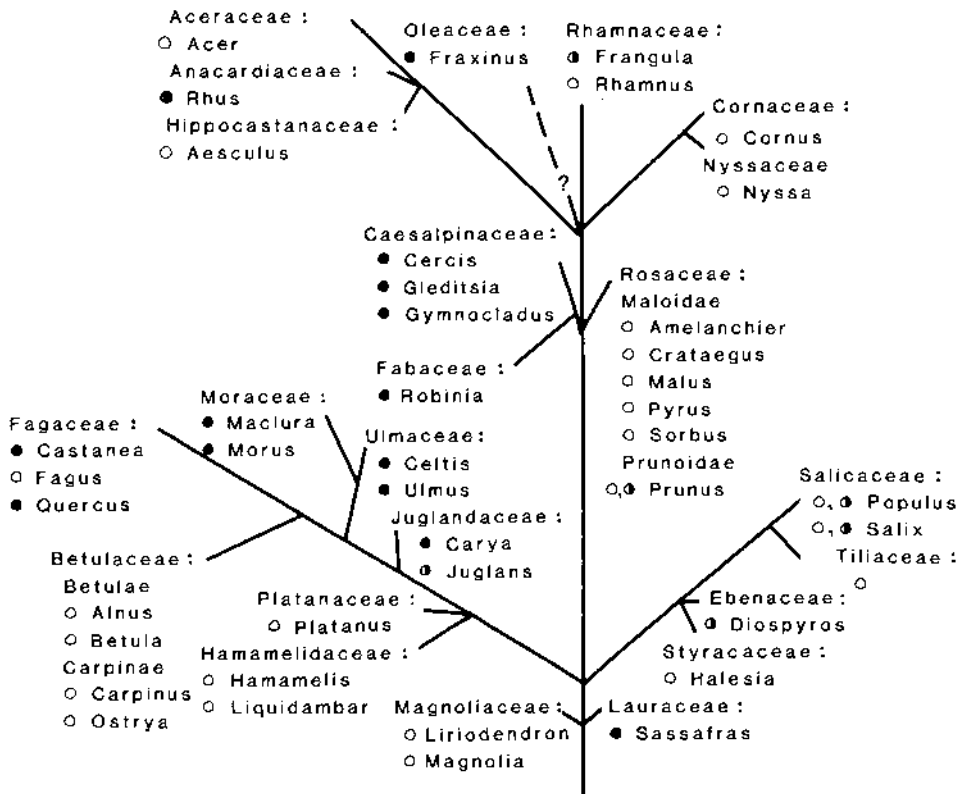 Aceraceae :
Acer
Anacardiaceae :
Rhus
Hippocastanaceae :
Aesculus
Oleaceae :
Fraxinus
Rhamnaceae :
Frangula
Rhamnus
Cornaceae :
Cornus
Nyssaceae
Nyssa
?
Caesalpinaceae:
Cercis
Gleditsia
Gymnocladus
Fabaceae :
Robinia
Rosaceae :
Maloidae
Amelanchier
Crataegus
Malus
Pyrus
Sorbus
Prunoidae
, Prunus
Moraceae :
Maclura
Morus
Fagaceae :
Castanea
Fagus
Quercus
Ulmaceae :
Celtis
Ulmus
Juglandaceae :
Carya
Juglans
Betulaceae :
Betulae
Alnus
Betula
Carpinae
Carpinus
Ostrya
Platanaceae :
Platanus
Hamamelidaceae :
Hamamelis
Liquidambar
Salicaceae :
, Populus
, Salix
Tiliaceae :
Ebenaceae :
Diospyros
Styracaceae :
Halesia
Magnoliaceae :
Liriodendron
Magnolia
Lauraceae :
Sassafras